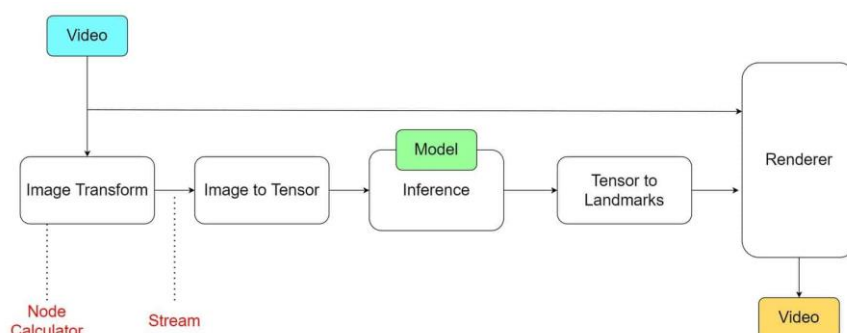 Video
Model
Image Transform
Image to Tensor
Inference
Tensor to
Landmarks
Renderer
Node
Calculator
Stream
Video